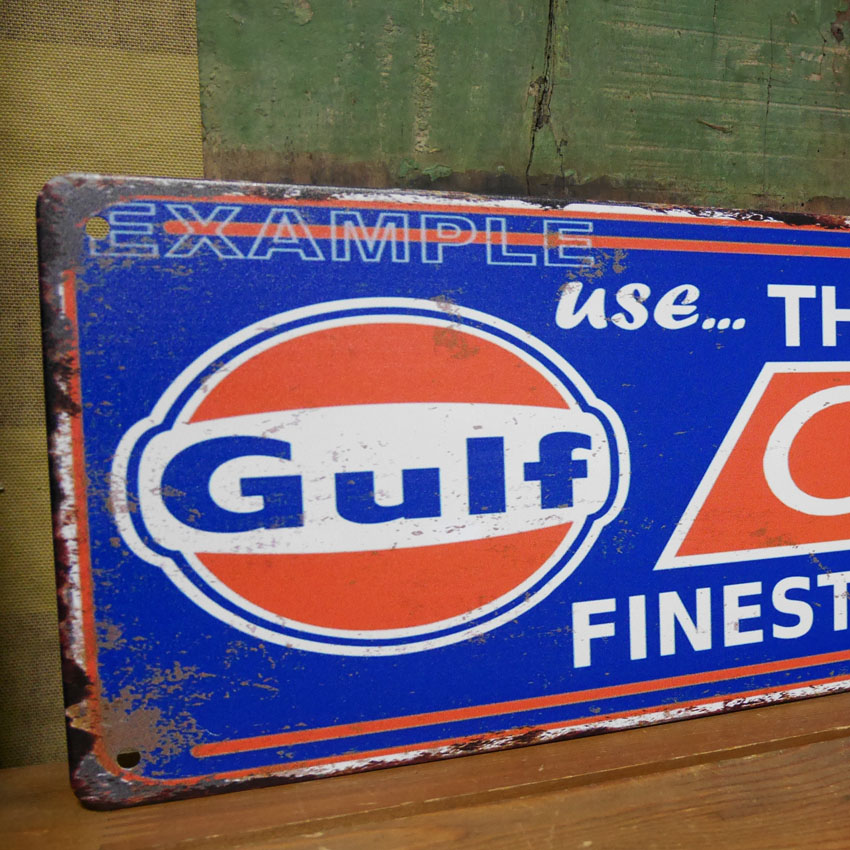 EXAMPLE
use... TH
Gulf
FINEST